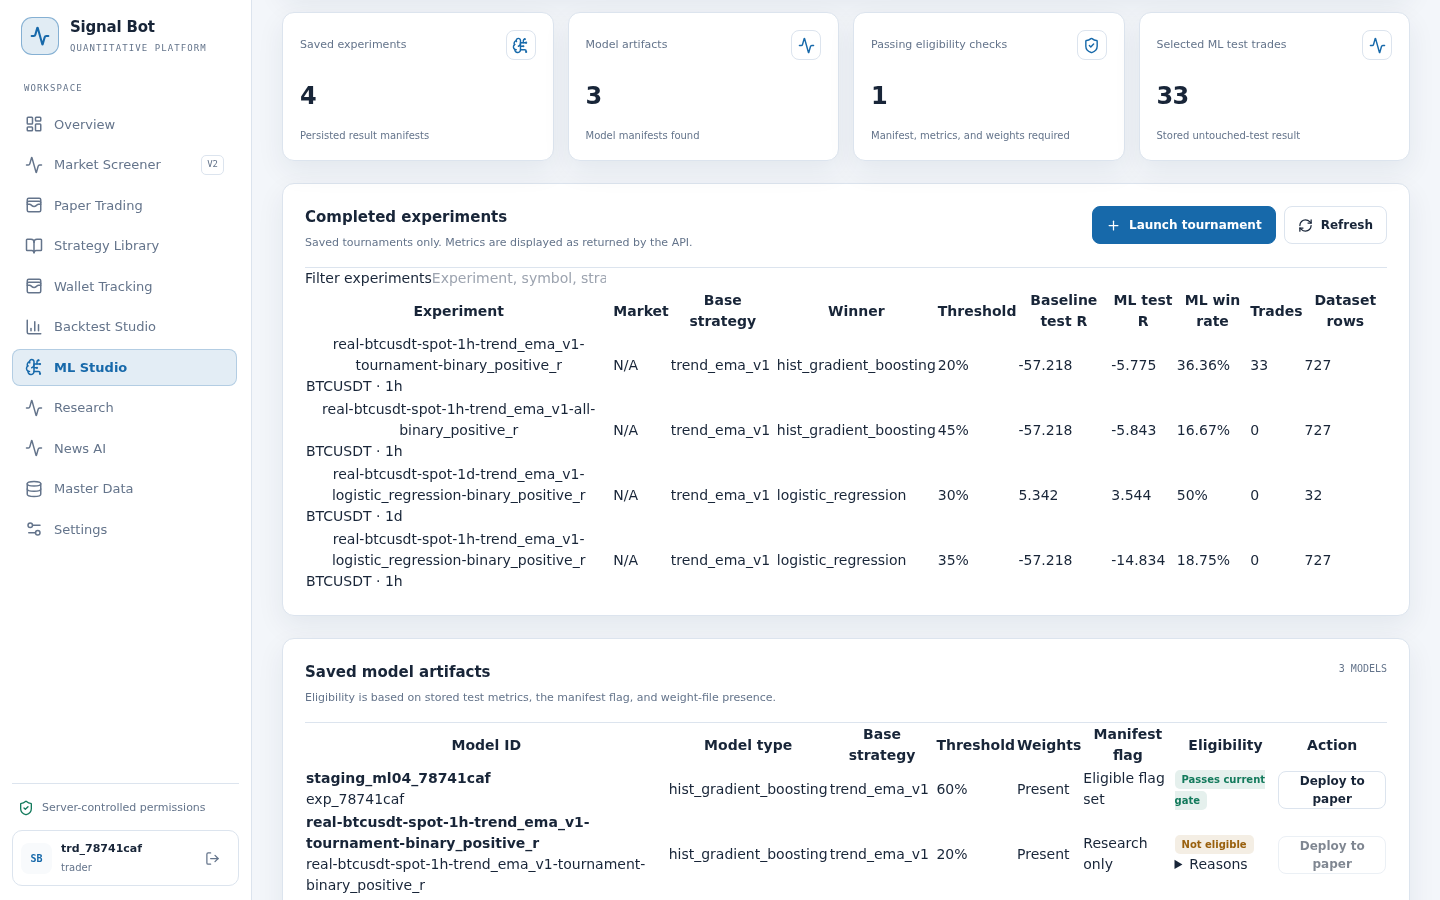 Signal Bot
QUANTITATIVE PLATFORM
WORKSPACE
Overview
Market Screener V2
Paper Trading
Strategy Library
Wallet Tracking
Backtest Studio
ML Studio
Research
News AI
Master Data
Settings
Server-controlled permissions
SB trd_78741caf
trader
Saved experiments
4
Persisted result manifests
Model artifacts
3
Model manifests found
Passing eligibility checks
1
Manifest, metrics, and weights required
Selected ML test trades
33
Stored untouched-test result
Completed experiments
Saved tournaments only. Metrics are displayed as returned by the API.
Launch tournament
Refresh
Filter experiments Experiment, symbol, stra
Experiment Market Base strategy Winner Threshold Baseline test R ML test R ML win rate Trades Dataset rows
real-btcusdt-spot-1h-trend_ema_v1-
tournament-binary_positive_r N/A trend_ema_v1 hist_gradient_boosting 20% -57.218 -5.775 36.36% 33 727
BTCUSDT · 1h
real-btcusdt-spot-1h-trend_ema_v1-all-
binary_positive_r N/A trend_ema_v1 hist_gradient_boosting 45% -57.218 -5.843 16.67% 0 727
BTCUSDT · 1h
real-btcusdt-spot-1d-trend_ema_v1-
logistic_regression-binary_positive_r N/A trend_ema_v1 logistic_regression 30% 5.342 3.544 50% 0 32
BTCUSDT · 1d
real-btcusdt-spot-1h-trend_ema_v1-
logistic_regression-binary_positive_r N/A trend_ema_v1 logistic_regression 35% -57.218 -14.834 18.75% 0 727
BTCUSDT · 1h
Saved model artifacts
3 MODELS
Eligibility is based on stored test metrics, the manifest flag, and weight-file presence.
Model ID Model type Base strategy Threshold Weights Manifest flag Eligibility Action
staging_ml04_78741caf
exp_78741caf
hist_gradient_boosting trend_ema_v1 60% Present
Eligible flag
set
Passes current
gate
Deploy to
paper
real-btcusdt-spot-1h-trend_ema_v1-
tournament-binary_positive_r
real-btcusdt-spot-1h-trend_ema_v1-tournament-
binary_positive_r
hist_gradient_boosting trend_ema_v1 20% Present
Research
only
Not eligible
▶ Reasons
Deploy to
paper